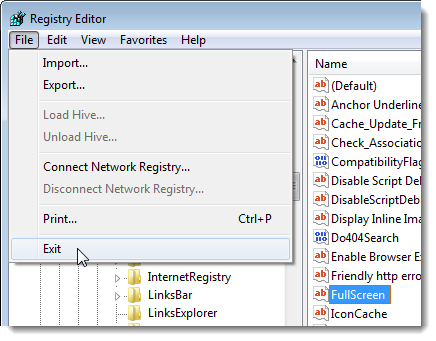 Registry Editor
File Edit View Favorites Help
Import...
Export...
Load Hive...
Unload Hive...
Connect Network Registry...
Disconnect Network Registry...
Print... Ctrl+P
Exit
InternetRegistry
LinksBar
LinksExplorer
Name
(Default)
Anchor Underline
Cache_Update_Fr
Check_Associatio
CompatibilityFlag
Disable Script Del
DisableScriptDeb
Display Inline Ima
Do404Search
Enable Browser E
Friendly http erro
FullScreen
IconCache